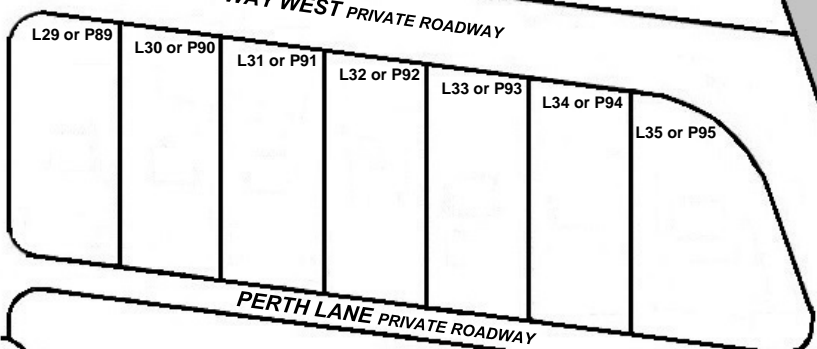 WAY WEST PRIVATE ROADWAY
L29 or P89
L30 or P90
L31 or P91
L32 or P92
L33 or P93
L34 or P94
L35 or P95
PERTH LANE PRIVATE ROADWAY